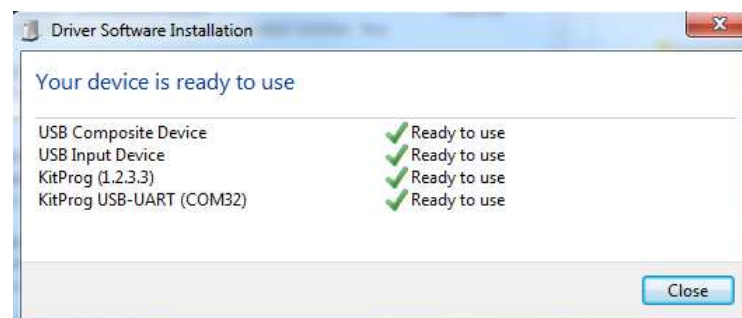 Driver Software Installation
Your device is ready to use
USB Composite Device Ready to use
USB Input Device Ready to use
KitProg (1.2.3.3) Ready to use
KitProg USB-UART (COM32) Ready to use
Close